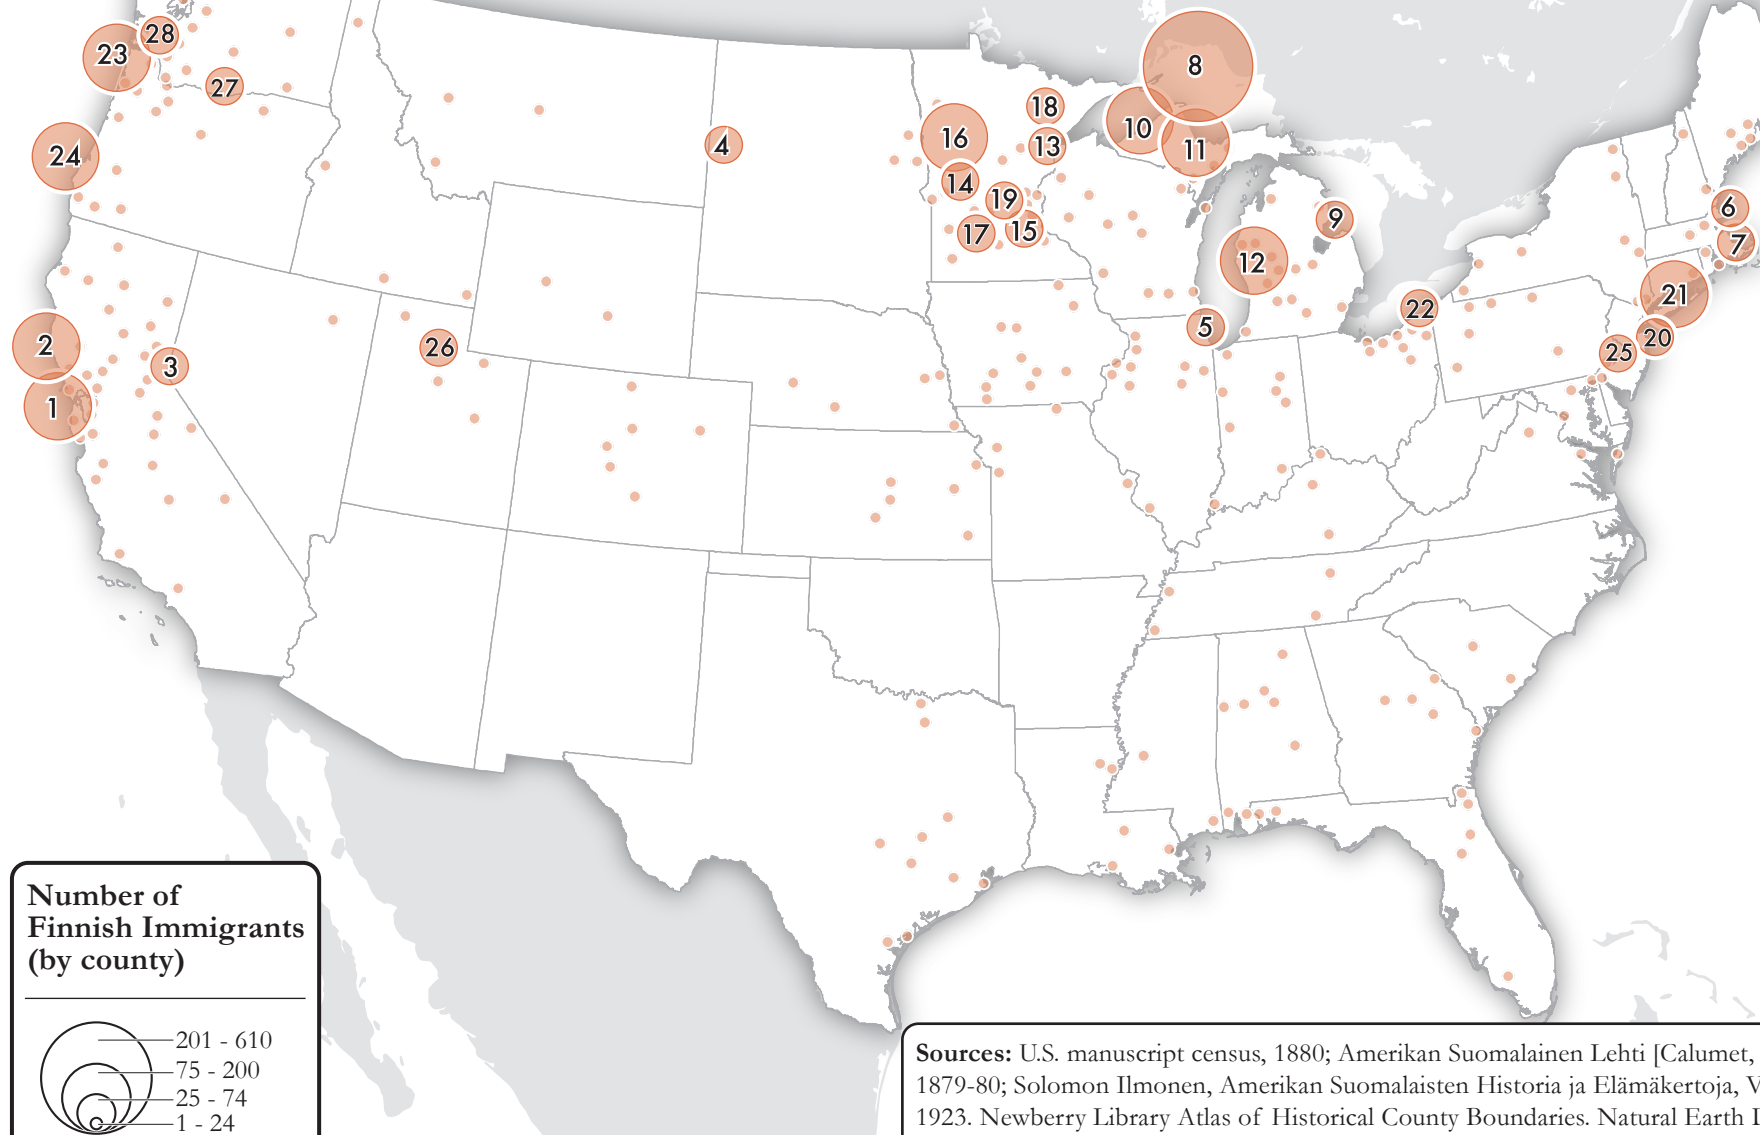 28
23
8
27
18
10
16
4
13
11
24
14
19
6
9
15
17
7
12
21
22
5
20
2
26
25
3
1
Number of
Finnish Immigrants
(by county)
201 - 610
75 - 200
25 - 74
1 - 24
Sources: U.S. manuscript census, 1880; Amerikan Suomalainen Lehti [Calumet,
1879-80; Solomon Ilmonen, Amerikan Suomalaisten Historia ja Elämäkertoja, V
1923. Newberry Library Atlas of Historical County Boundaries. Natural Earth